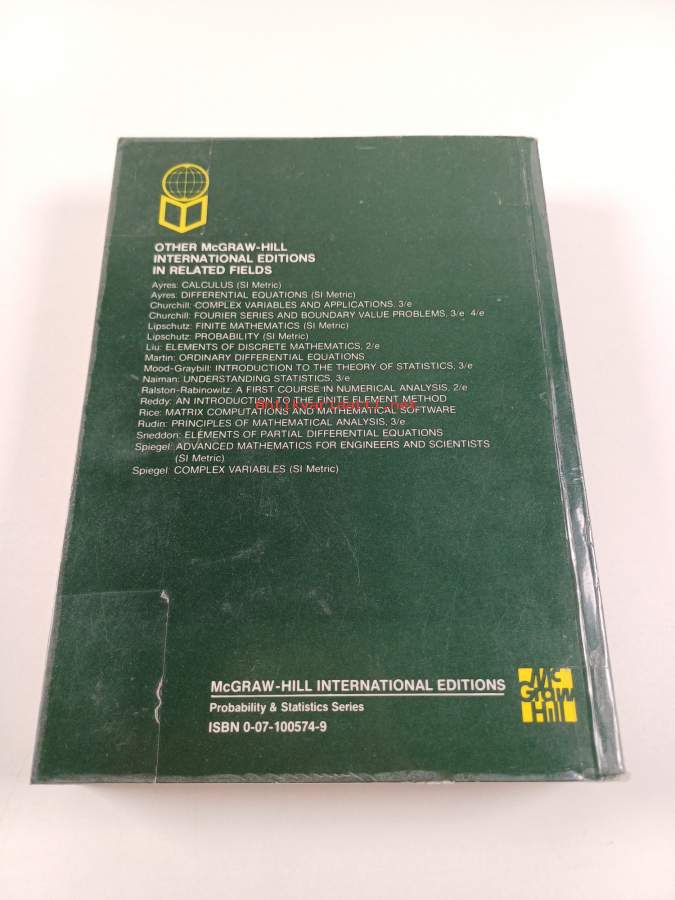 OTHER McGRAW-HILL
INTERNATIONAL EDITIONS
IN RELATED FIELDS
Ayres: CALCULUS (SI Metric)
Ayres: DIFFERENTIAL EQUATIONS (SI Metric)
Churchill: COMPLEX VARIABLES AND APPLICATIONS, 3/e
Churchill: FOURIER SERIES AND BOUNDARY VALUE PROBLEMS, 3/e 4/e
Lipschutz: FINITE MATHEMATICS (SI Metric)
Lipschutz: PROBABILITY (SI Metric)
Liu: ELEMENTS OF DISCRETE MATHEMATICS, 2/e
Martin: ORDINARY DIFFERENTIAL EQUATIONS
Mood-Graybill: INTRODUCTION TO THE THEORY OF STATISTICS, 3/e
Naiman: UNDERSTANDING STATISTICS, 3/e
Ralston-Rabinowitz: A FIRST COURSE IN NUMERICAL ANALYSIS, 2/e
Reddy: AN INTRODUCTION TO THE FINITE ELEMENT METHOD
Antikvariaatti.net
Rice: MATRIX COMPUTATIONS AND MATHEMATICAL SOFTWARE
Rudin: PRINCIPLES OF MATHEMATICAL ANALYSIS, 3/e
Sneddon: ELEMENTS OF PARTIAL DIFFERENTIAL EQUATIONS
Spiegel: ADVANCED MATHEMATICS FOR ENGINEERS AND SCIENTISTS
(SI Metric)
Spiegel: COMPLEX VARIABLES (SI Metric)
McGRAW-HILL INTERNATIONAL EDITIONS
Probability & Statistics Series
ISBN 0-07-100574-9
Mc
Graw
Hill